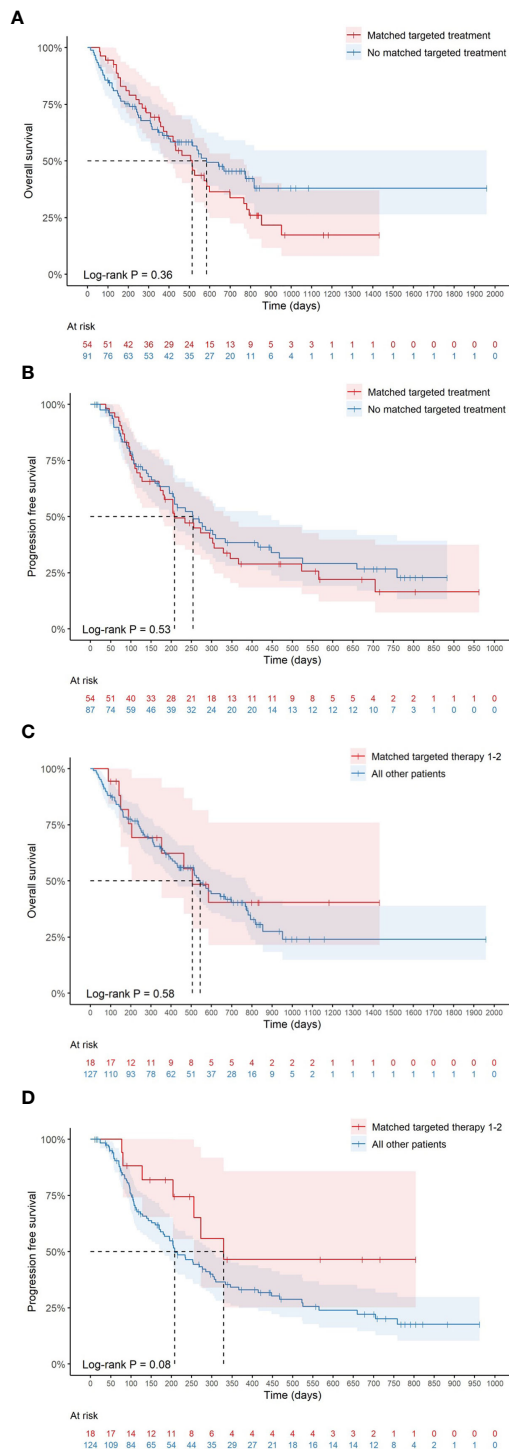 A
Matched targeted treatment
No matched targeted treatment
100%
75%
50%
25%
0%
Overall survival
Log-rank P = 0.36
0 100 200 300 400 500 600 700 800 900 1000 1100 1200 1300 1400 1500 1600 1700 1800 1900 2000
Time (days)
At risk
54 51 42 36 29 24 15 13 9 5 3 3 1 1 1 0 0 0 0 0 0
91 76 63 53 42 35 27 20 11 6 4 1 1 1 1 1 1 1 1 1 0
B
Matched targeted treatment
No matched targeted treatment
100%
75%
50%
25%
0%
Progression free survival
Log-rank P = 0.53
0 50 100 150 200 250 300 350 400 450 500 550 600 650 700 750 800 850 900 950 1000
Time (days)
At risk
54 51 40 33 28 21 18 13 11 11 9 8 5 5 4 2 2 1 1 1 0
87 74 59 46 39 32 24 20 20 14 13 12 12 12 10 7 3 1 0 0 0
C
Matched targeted therapy 1-2
All other patients
100%
75%
50%
25%
0%
Overall survival
Log-rank P = 0.58
0 100 200 300 400 500 600 700 800 900 1000 1100 1200 1300 1400 1500 1600 1700 1800 1900 2000
Time (days)
At risk
18 17 12 11 9 8 5 5 4 2 2 2 1 1 1 0 0 0 0 0 0
127 110 93 78 62 51 37 28 16 9 5 2 1 1 1 1 1 1 1 1 0
D
Matched targeted therapy 1-2
All other patients
100%
75%
50%
25%
0%
Progression free survival
Log-rank P = 0.08
0 50 100 150 200 250 300 350 400 450 500 550 600 650 700 750 800 850 900 950 1000
Time (days)
At risk
18 17 14 12 11 8 6 4 4 4 4 4 3 3 2 1 1 0 0 0 0
124 109 84 65 54 44 35 29 27 21 18 16 14 14 12 8 4 2 1 1 0